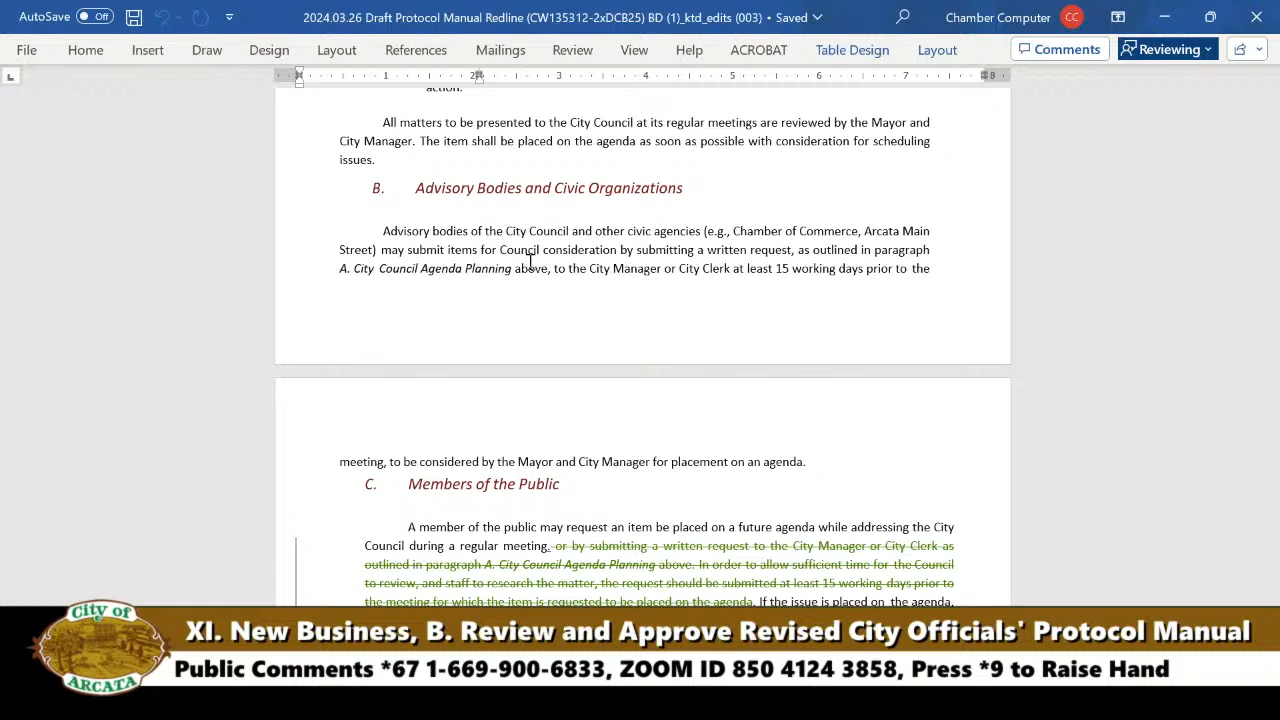 AutoSave Off 2024.03.26 Draft Protocol Manual Redline (CW135312-2xDCB25) BD (1)_ktd_edits (003) • Saved Chamber Computer CC
File Home Insert Draw Design Layout References Mailings Review View Help ACROBAT Table Design Layout Comments Reviewing
1 2 3 4 5 6 7 8
action.
All matters to be presented to the City Council at its regular meetings are reviewed by the Mayor and
City Manager. The item shall be placed on the agenda as soon as possible with consideration for scheduling
issues.
B. Advisory Bodies and Civic Organizations
Advisory bodies of the City Council and other civic agencies (e.g., Chamber of Commerce, Arcata Main
Street) may submit items for Council consideration by submitting a written request, as outlined in paragraph
A. City Council Agenda Planning above, to the City Manager or City Clerk at least 15 working days prior to the
meeting, to be considered by the Mayor and City Manager for placement on an agenda.
C. Members of the Public
A member of the public may request an item be placed on a future agenda while addressing the City
Council during a regular meeting. or by submitting a written request to the City Manager or City Clerk as
outlined in paragraph A. City Council Agenda Planning above. In order to allow sufficient time for the Council
to review, and staff to research the matter, the request should be submitted at least 15 working days prior to
the meeting for which the item is requested to be placed on the agenda. If the issue is placed on the agenda,
City of
ARCATA
XI. New Business, B. Review and Approve Revised City Officials' Protocol Manual
Public Comments *67 1-669-900-6833, ZOOM ID 850 4124 3858, Press *9 to Raise Hand